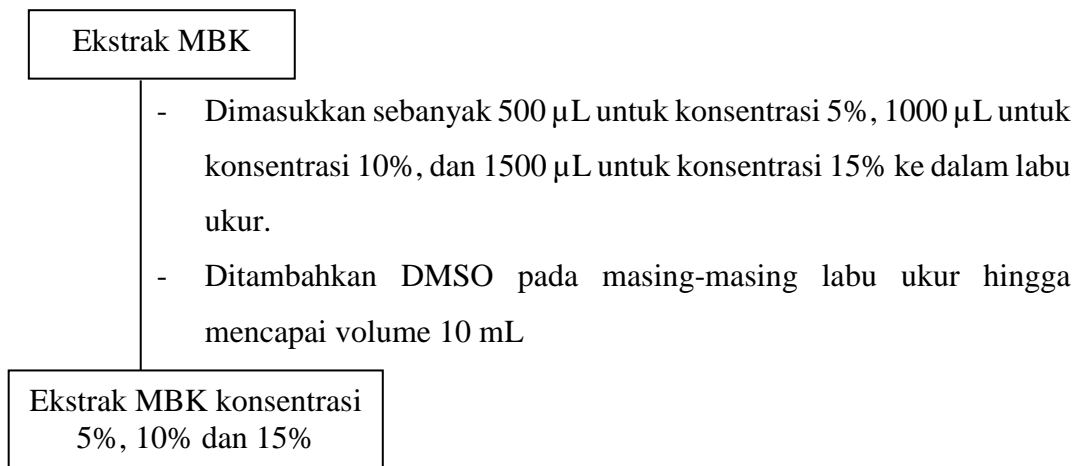 Ekstrak MBK
- Dimasukkan sebanyak 500 µL untuk konsentrasi 5%, 1000 µL untuk
konsentrasi 10%, dan 1500 µL untuk konsentrasi 15% ke dalam labu
ukur.
- Ditambahkan DMSO pada masing-masing labu ukur hingga
mencapai volume 10 mL
Ekstrak MBK konsentrasi
5%, 10% dan 15%